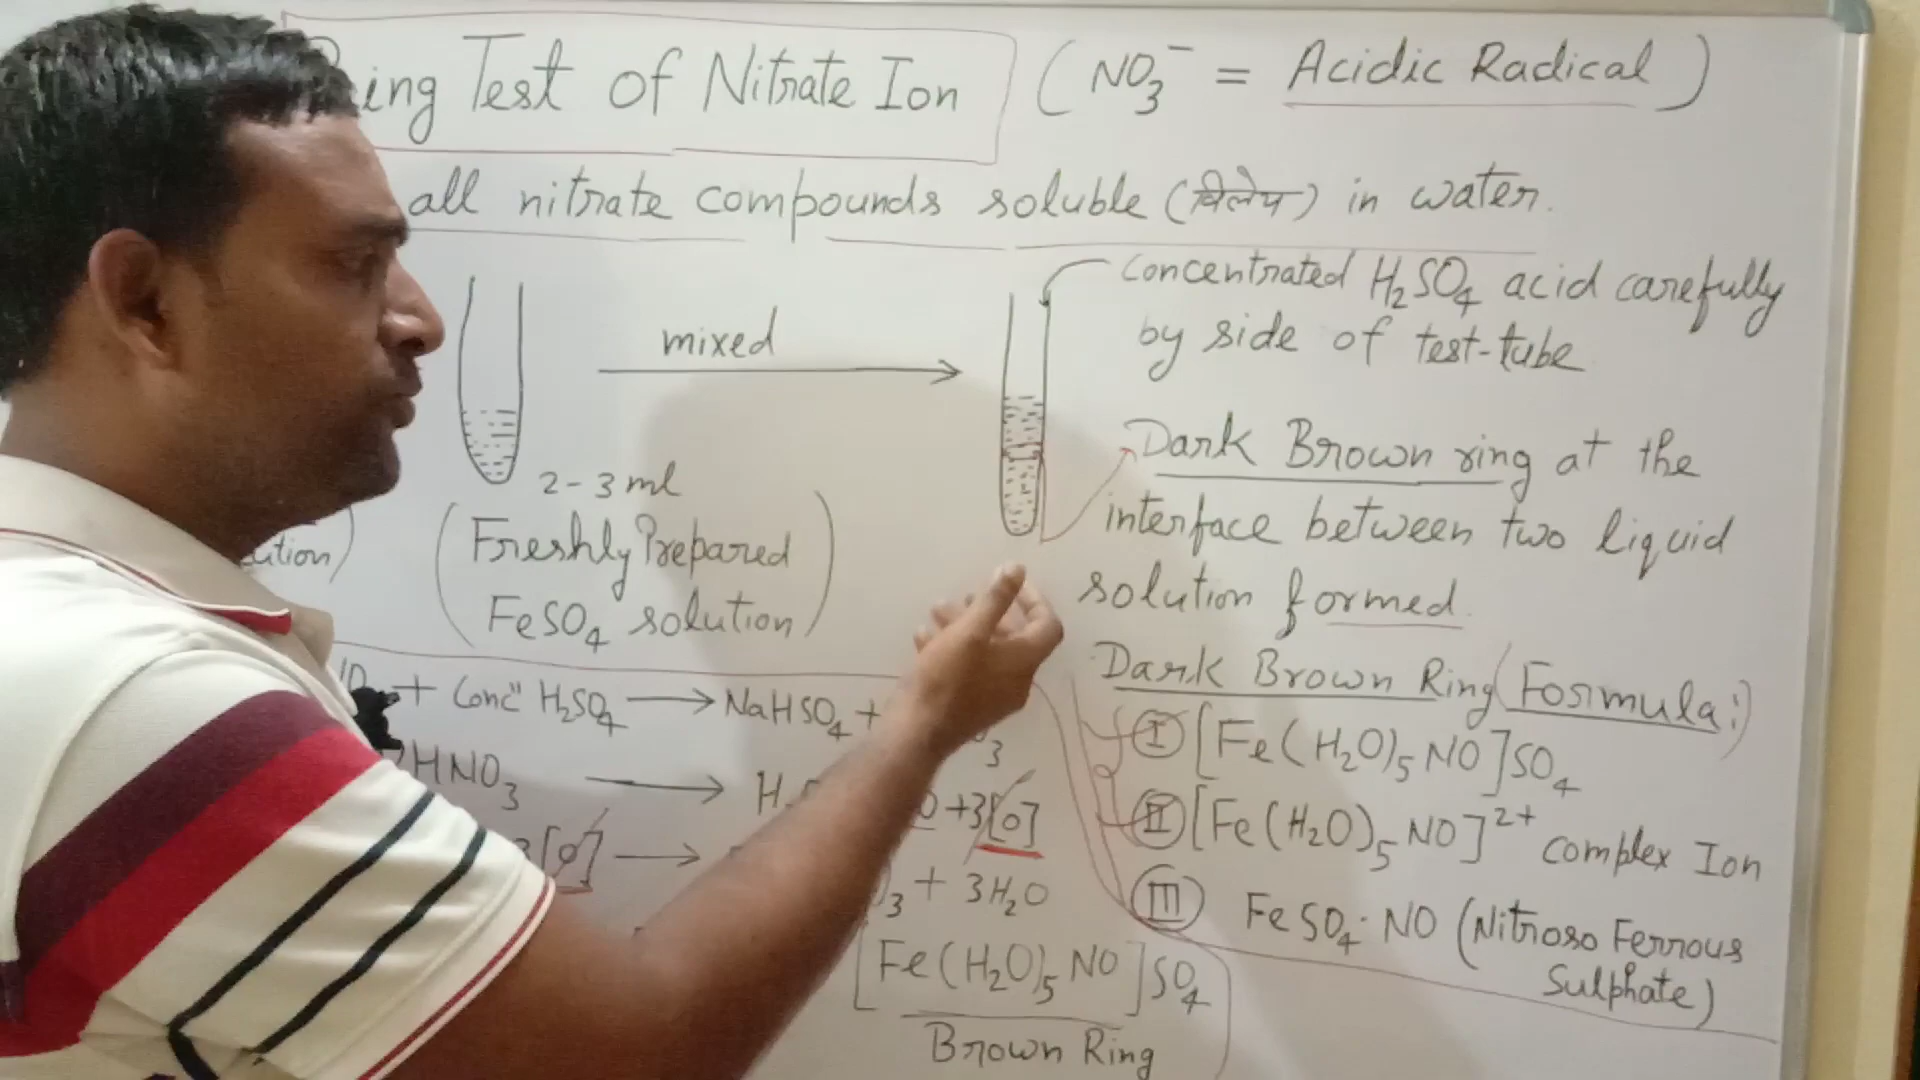 ing Test of Nitrate Ion (NO₃⁻ = Acidic Radical)
all nitrate compounds soluble (विलेय) in water.
Concentrated H₂SO₄ acid carefully
by side of test-tube
mixed
Dark Brown ring at the
interface between two liquid
solution formed.
2-3 ml
(Freshly Prepared
FeSO₄ solution)
ution)
Dark Brown Ring (Formula:)
I [Fe(H₂O)₅NO]SO₄
II [Fe(H₂O)₅NO]²⁺ complex Ion
III FeSO₄·NO (Nitroso Ferrous
Sulphate)
+ Concⁿ H₂SO₄ → NaHSO₄ +
HNO₃ → H +3[O]
3[O] →
₃ + 3H₂O
[Fe(H₂O)₅NO]SO₄
Brown Ring